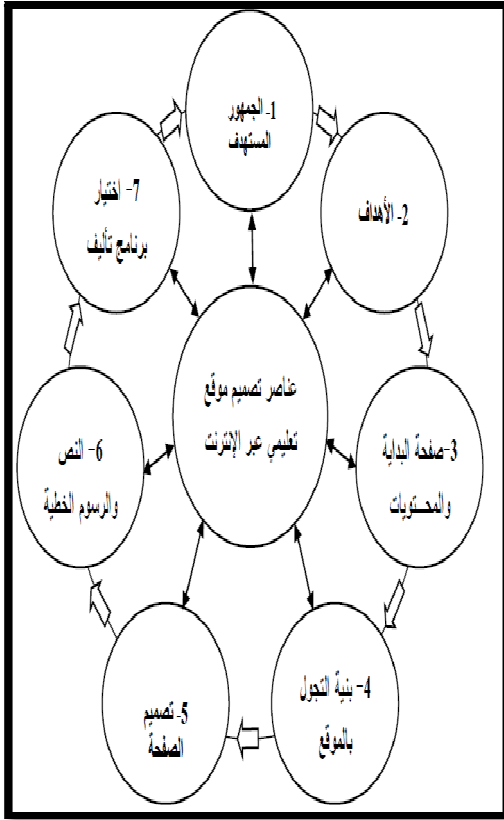 عناصر تصميم موقع
تعليمي عبر الإنترنت
1- الجمهور
المستهدف
2- الأهداف
3- صفحة البداية
والمحتويات
4- بنية التجول
بالموقع
5- تصميم
الصفحة
6- النص
والرسوم الخطية
7- اختيار
برنامج تأليف